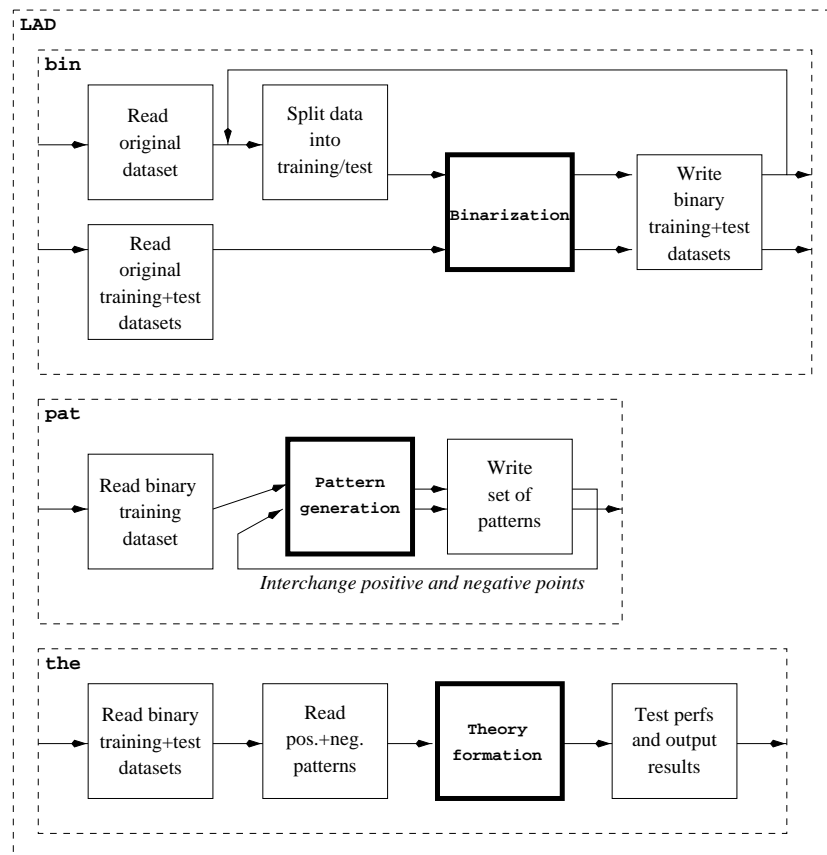 LAD
bin
Read
original
dataset
Split data
into
training/test
Binarization
Write
binary
training+test
datasets
Read
original
training+test
datasets
pat
Read binary
training
dataset
Pattern
generation
Write
set of
patterns
Interchange positive and negative points
the
Read binary
training+test
datasets
Read
pos.+neg.
patterns
Theory
formation
Test perfs
and output
results